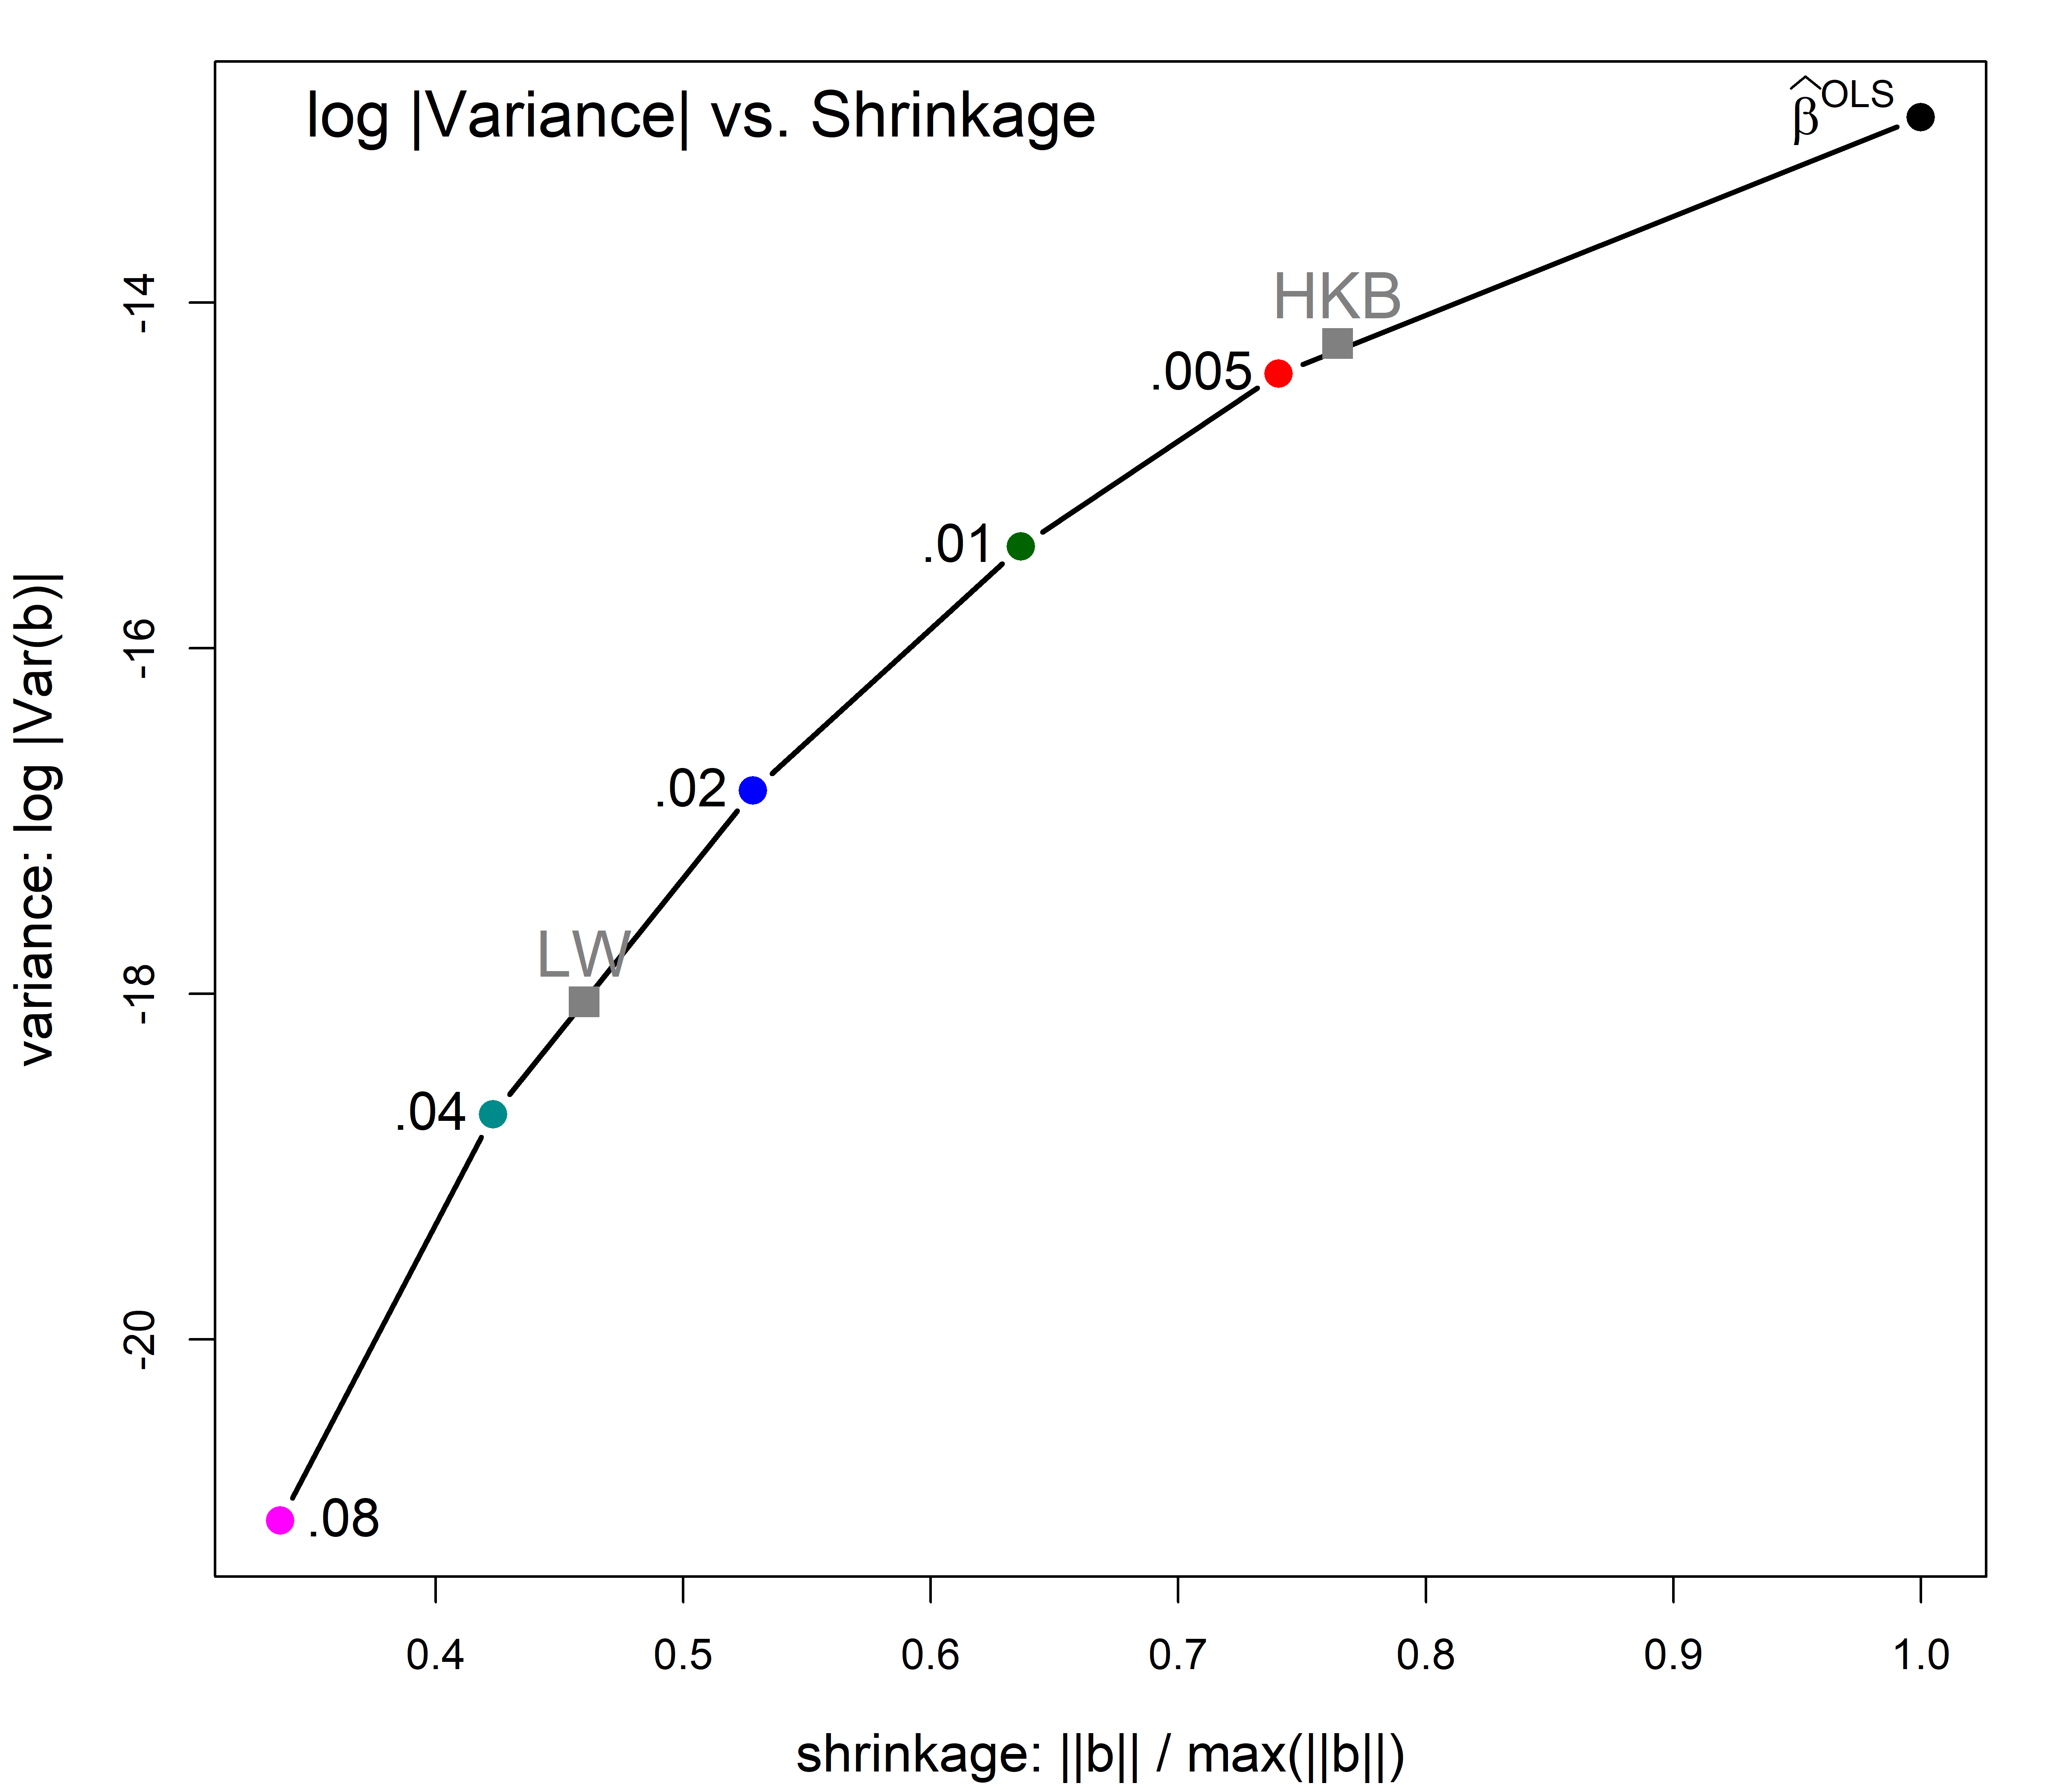 log |Variance| vs. Shrinkage
β̂OLS
HKB
.005
.01
.02
LW
.04
.08
-14
-16
-18
-20
variance: log |Var(b)|
0.4 0.5 0.6 0.7 0.8 0.9 1.0
shrinkage: ||b|| / max(||b||)